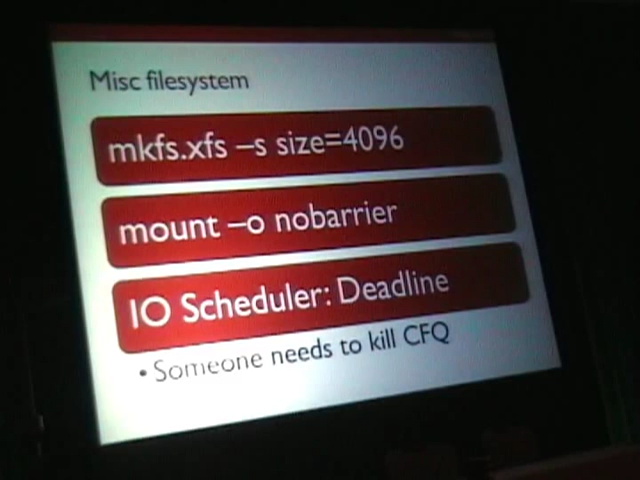 Misc filesystem
mkfs.xfs –s size=4096
mount –o nobarrier
IO Scheduler: Deadline
• Someone needs to kill CFQ